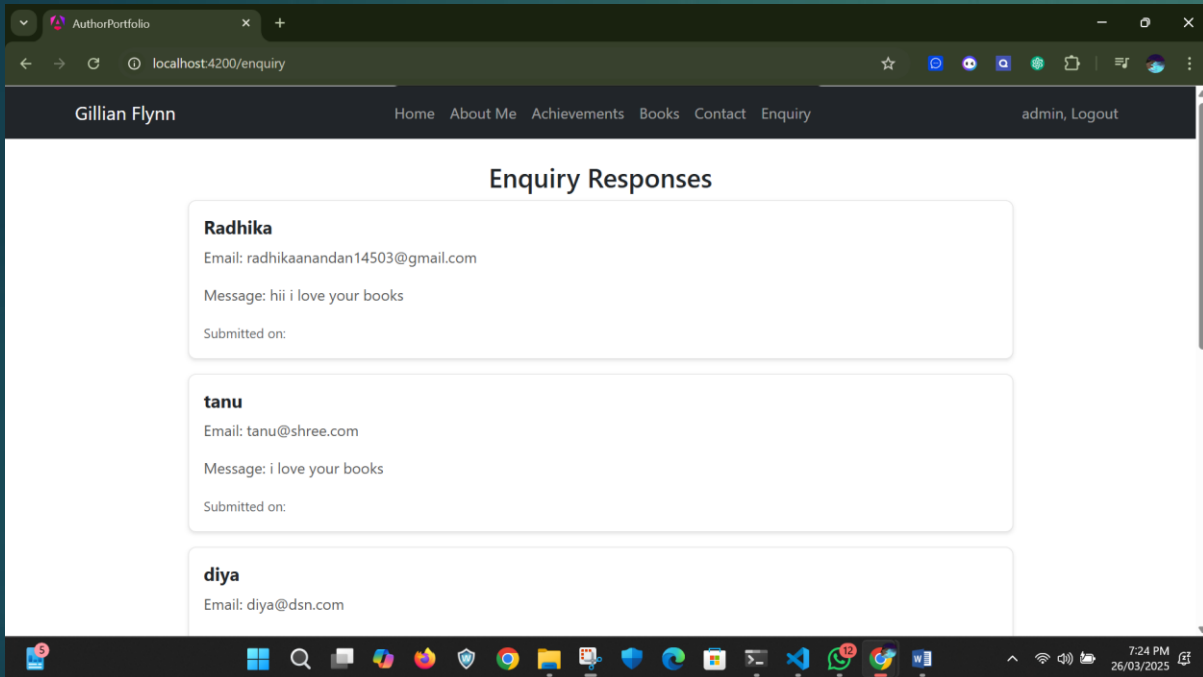 AuthorPortfolio
localhost:4200/enquiry
Gillian Flynn
Home About Me Achievements Books Contact Enquiry
admin, Logout
Enquiry Responses
Radhika
Email: radhikaanandan14503@gmail.com
Message: hii i love your books
Submitted on:
tanu
Email: tanu@shree.com
Message: i love your books
Submitted on:
diya
Email: diya@dsn.com
5
12
7:24 PM
26/03/2025